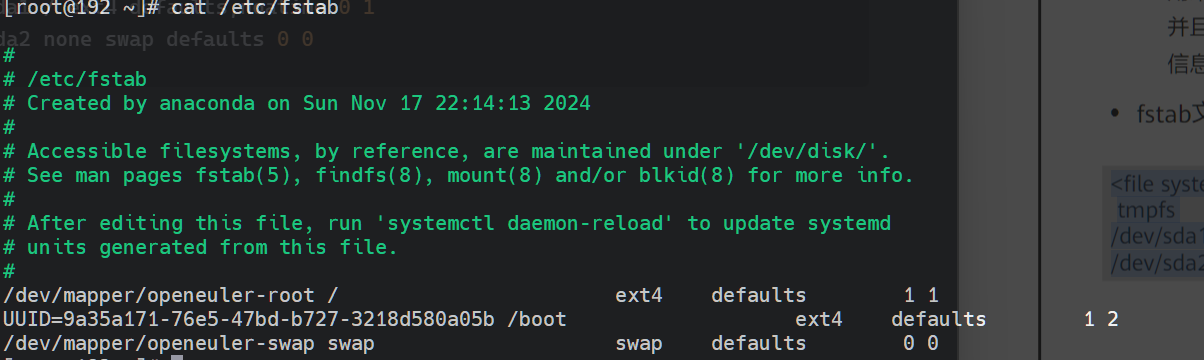 [root@192 ~]# cat /etc/fstab
0 1
da2 none swap defaults 0 0
#
# /etc/fstab
# Created by anaconda on Sun Nov 17 22:14:13 2024
#
# Accessible filesystems, by reference, are maintained under '/dev/disk/'.
# See man pages fstab(5), findfs(8), mount(8) and/or blkid(8) for more info.
#
# After editing this file, run 'systemctl daemon-reload' to update systemd
# units generated from this file.
#
/dev/mapper/openeuler-root / ext4 defaults 1 1
UUID=9a35a171-76e5-47bd-b727-3218d580a05b /boot ext4 defaults 1 2
/dev/mapper/openeuler-swap swap swap defaults 0 0
并且
信息
• fstab文
<file syste
tmpfs
/dev/sda1
/dev/sda2